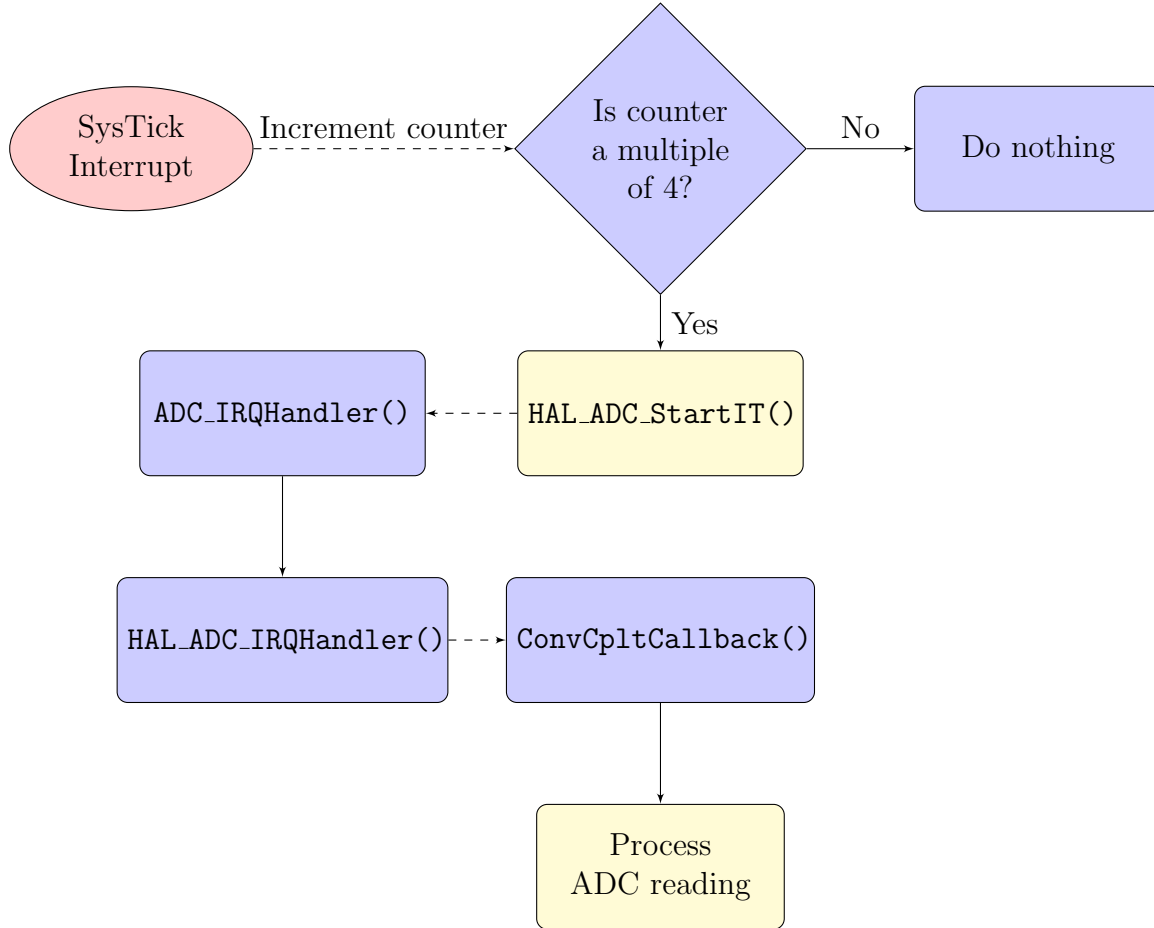 SysTick
Interrupt
Increment counter
Is counter
a multiple
of 4?
No
Do nothing
Yes
ADC_IRQHandler()
HAL_ADC_StartIT()
HAL_ADC_IRQHandler()
ConvCpltCallback()
Process
ADC reading